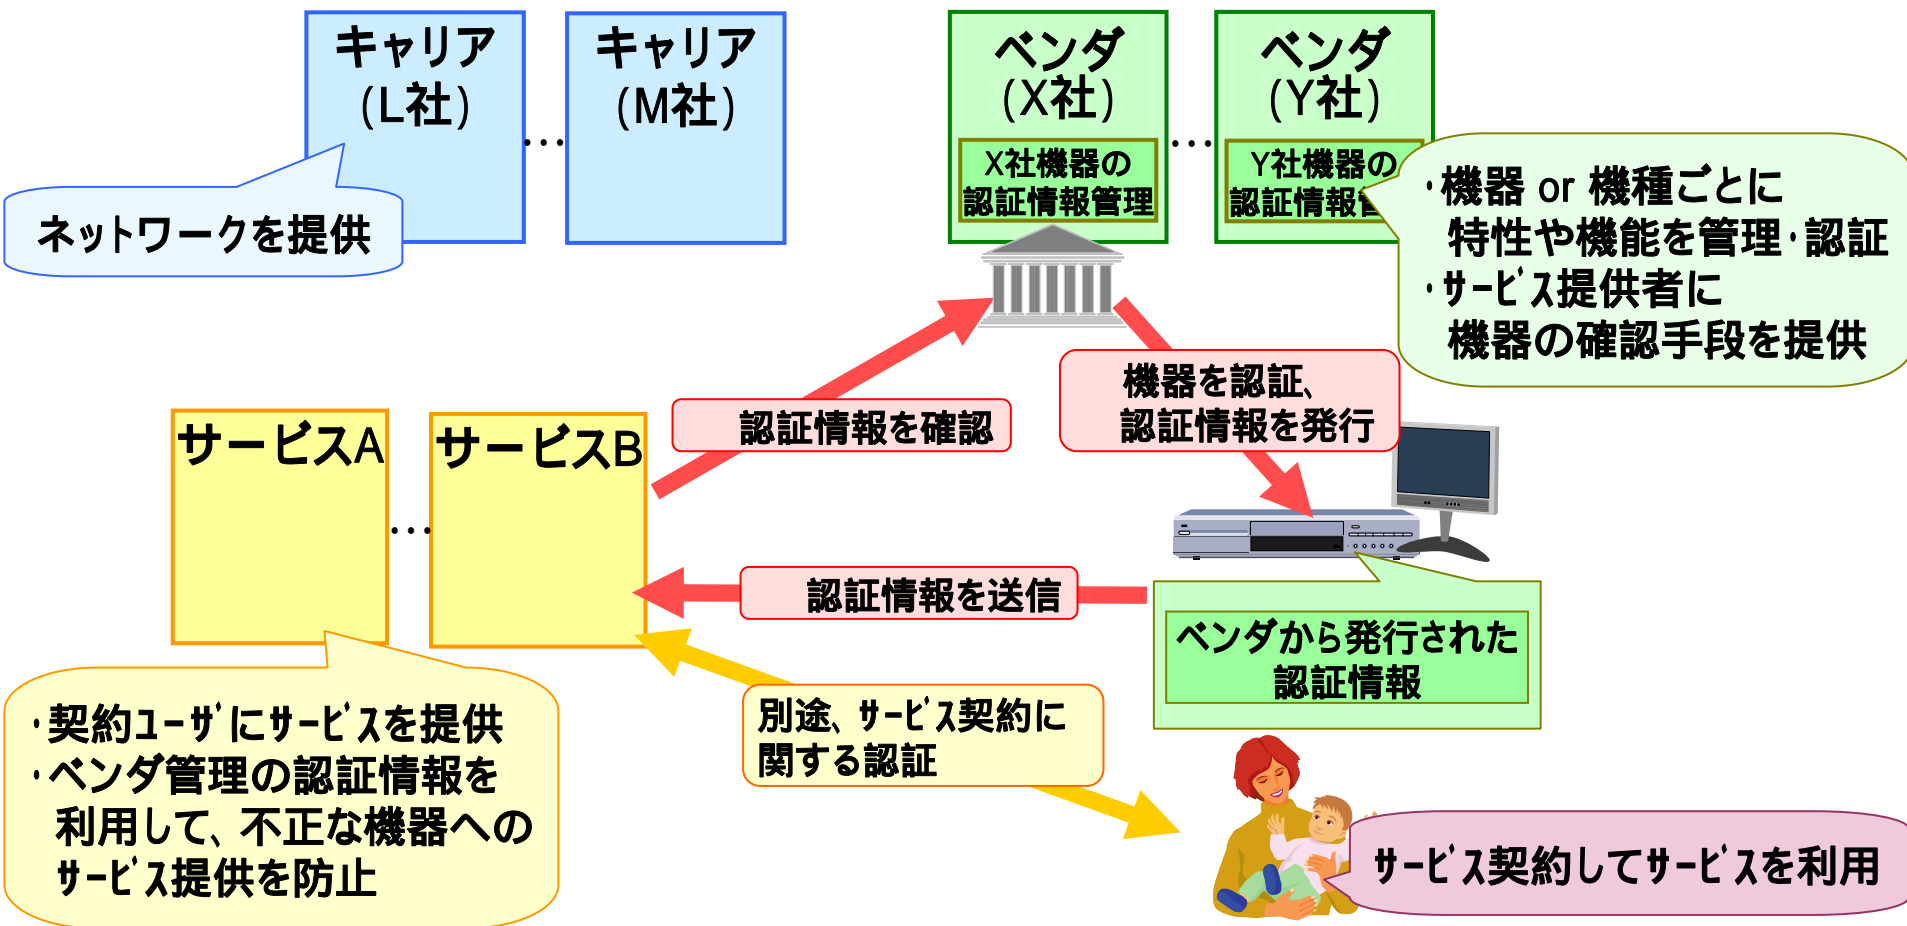 キャリア
(L社)
キャリア
(M社)
ベンダ
(X社)
X社機器の
認証情報管理
ベンダ
(Y社)
Y社機器の
認証情報管
…
…
ネットワークを提供
・機器 or 機種ごとに
特性や機能を管理・認証
・ｻｰﾋﾞｽ提供者に
機器の確認手段を提供
機器を認証、
認証情報を発行
認証情報を確認
サービスA
…
サービスB
認証情報を送信
ベンダから発行された
認証情報
別途、ｻｰﾋﾞｽ契約に
関する認証
・契約ﾕｰｻﾞにｻｰﾋﾞｽを提供
・ベンダ管理の認証情報を
利用して、不正な機器への
ｻｰﾋﾞｽ提供を防止
ｻｰﾋﾞｽ契約してｻｰﾋﾞｽを利用